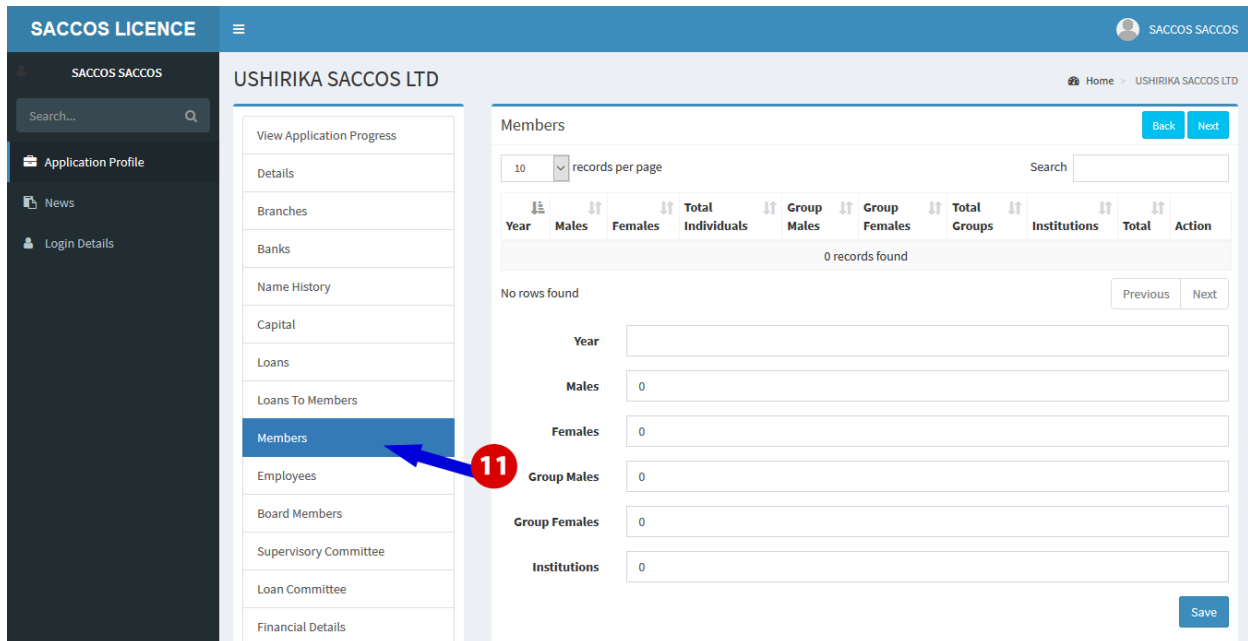 SACCOS LICENCE
SACCOS SACCOS
SACCOS SACCOS
Search...
Application Profile
News
Login Details
USHIRIKA SACCOS LTD
Home > USHIRIKA SACCOS LTD
View Application Progress
Details
Branches
Banks
Name History
Capital
Loans
Loans To Members
Members
Employees
Board Members
Supervisory Committee
Loan Committee
Financial Details
11
Members
Back Next
10 records per page
Search
Year Males Females Total Individuals Group Males Group Females Total Groups Institutions Total Action
0 records found
No rows found
Previous Next
Year
Males 0
Females 0
Group Males 0
Group Females 0
Institutions 0
Save